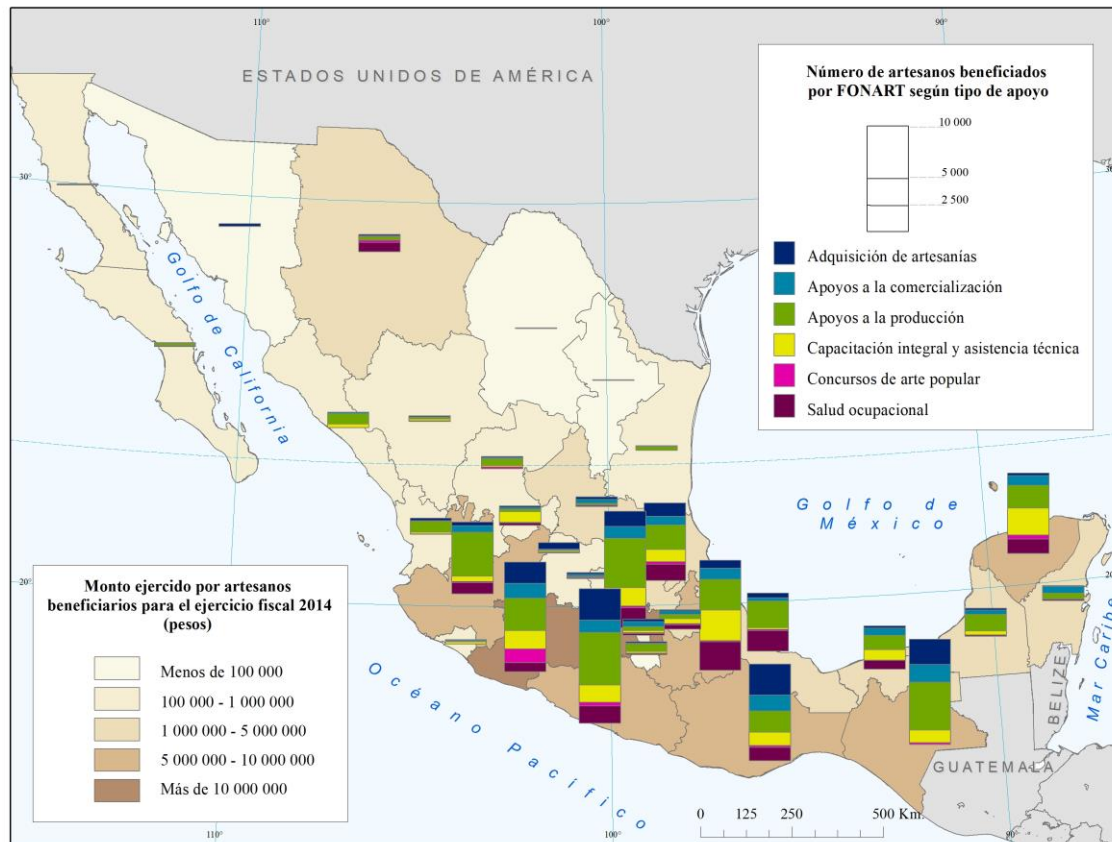 110°
100°
90°
ESTADOS UNIDOS DE AMÉRICA
Número de artesanos beneficiados
por FONART según tipo de apoyo
10 000
5 000
2 500
Adquisición de artesanías
Apoyos a la comercialización
Apoyos a la producción
Capacitación integral y asistencia técnica
Concursos de arte popular
Salud ocupacional
30°
Golfo de California
Golfo de
México
20°
20°
Mar Caribe
BELIZE
GUATEMALA
Océano Pacífico
Monto ejercido por artesanos
beneficiarios para el ejercicio fiscal 2014
(pesos)
Menos de 100 000
100 000 - 1 000 000
1 000 000 - 5 000 000
5 000 000 - 10 000 000
Más de 10 000 000
0 125 250 500 Km.
110°
100°
90°